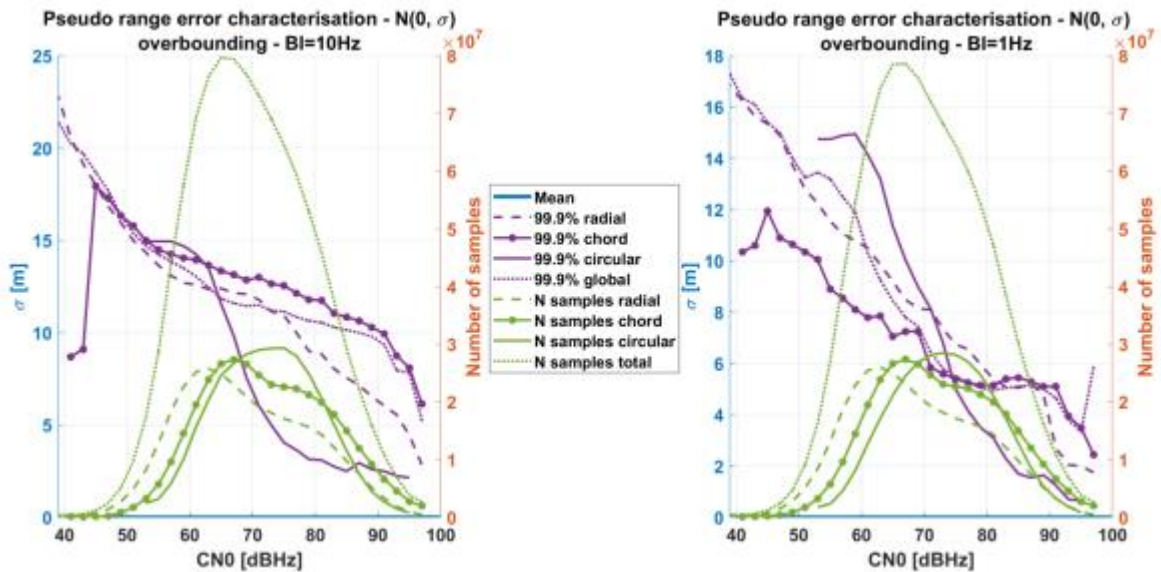 Pseudo range error characterisation - N(0, σ)
overbounding - Bl=10Hz
×10⁷
25
20
15
10
5
0
σ [m]
8
7
6
5
4
3
2
1
0
Number of samples
40 50 60 70 80 90 100
CN0 [dBHz]
Mean
99.9% radial
99.9% chord
99.9% circular
99.9% global
N samples radial
N samples chord
N samples circular
N samples total
Pseudo range error characterisation - N(0, σ)
overbounding - Bl=1Hz
×10⁷
18
16
14
12
10
8
6
4
2
0
σ [m]
8
7
6
5
4
3
2
1
0
Number of samples
40 50 60 70 80 90 100
CN0 [dBHz]